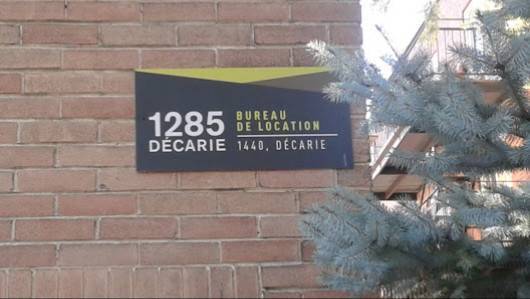 1285
DÉCARIE
BUREAU
DE LOCATION
1440, DÉCARIE